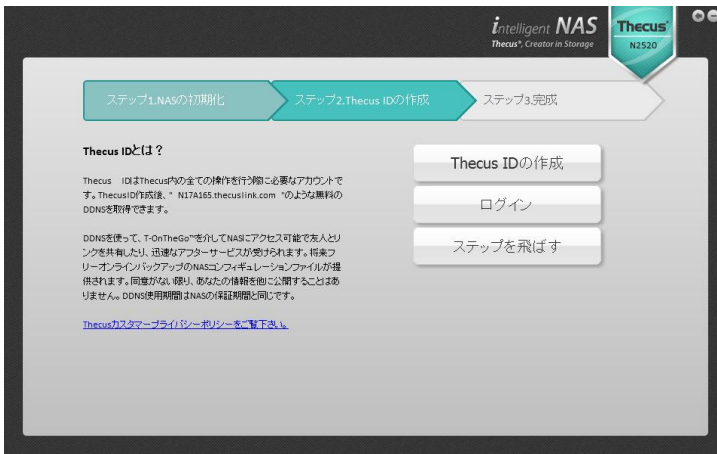 intelligent NAS
Thecus®, Creator in Storage
Thecus®
N2520
ステップ1.NASの初期化
ステップ2.Thecus IDの作成
ステップ3.完成
Thecus IDとは？
Thecus　IDはThecus内の全ての操作を行う際に必要なアカウントで
す。ThecusID作成後、" N17A165.thecuslink.com "のような無料の
DDNSを取得できます。
DDNSを使って、T-OnTheGo™を介してNASにアクセス可能で友人とリ
ンクを共有したり、迅速なアフターサービスが受けられます。将来フ
リーオンラインバックアップのNASコンフィギュレーションファイルが提
供されます。同意がない限り、あなたの情報を他に公開することはあ
りません。DDNS使用期間はNASの保証期間と同じです。
Thecusカスタマープライバシーポリシーをご覧下さい。
Thecus IDの作成
ログイン
ステップを飛ばす